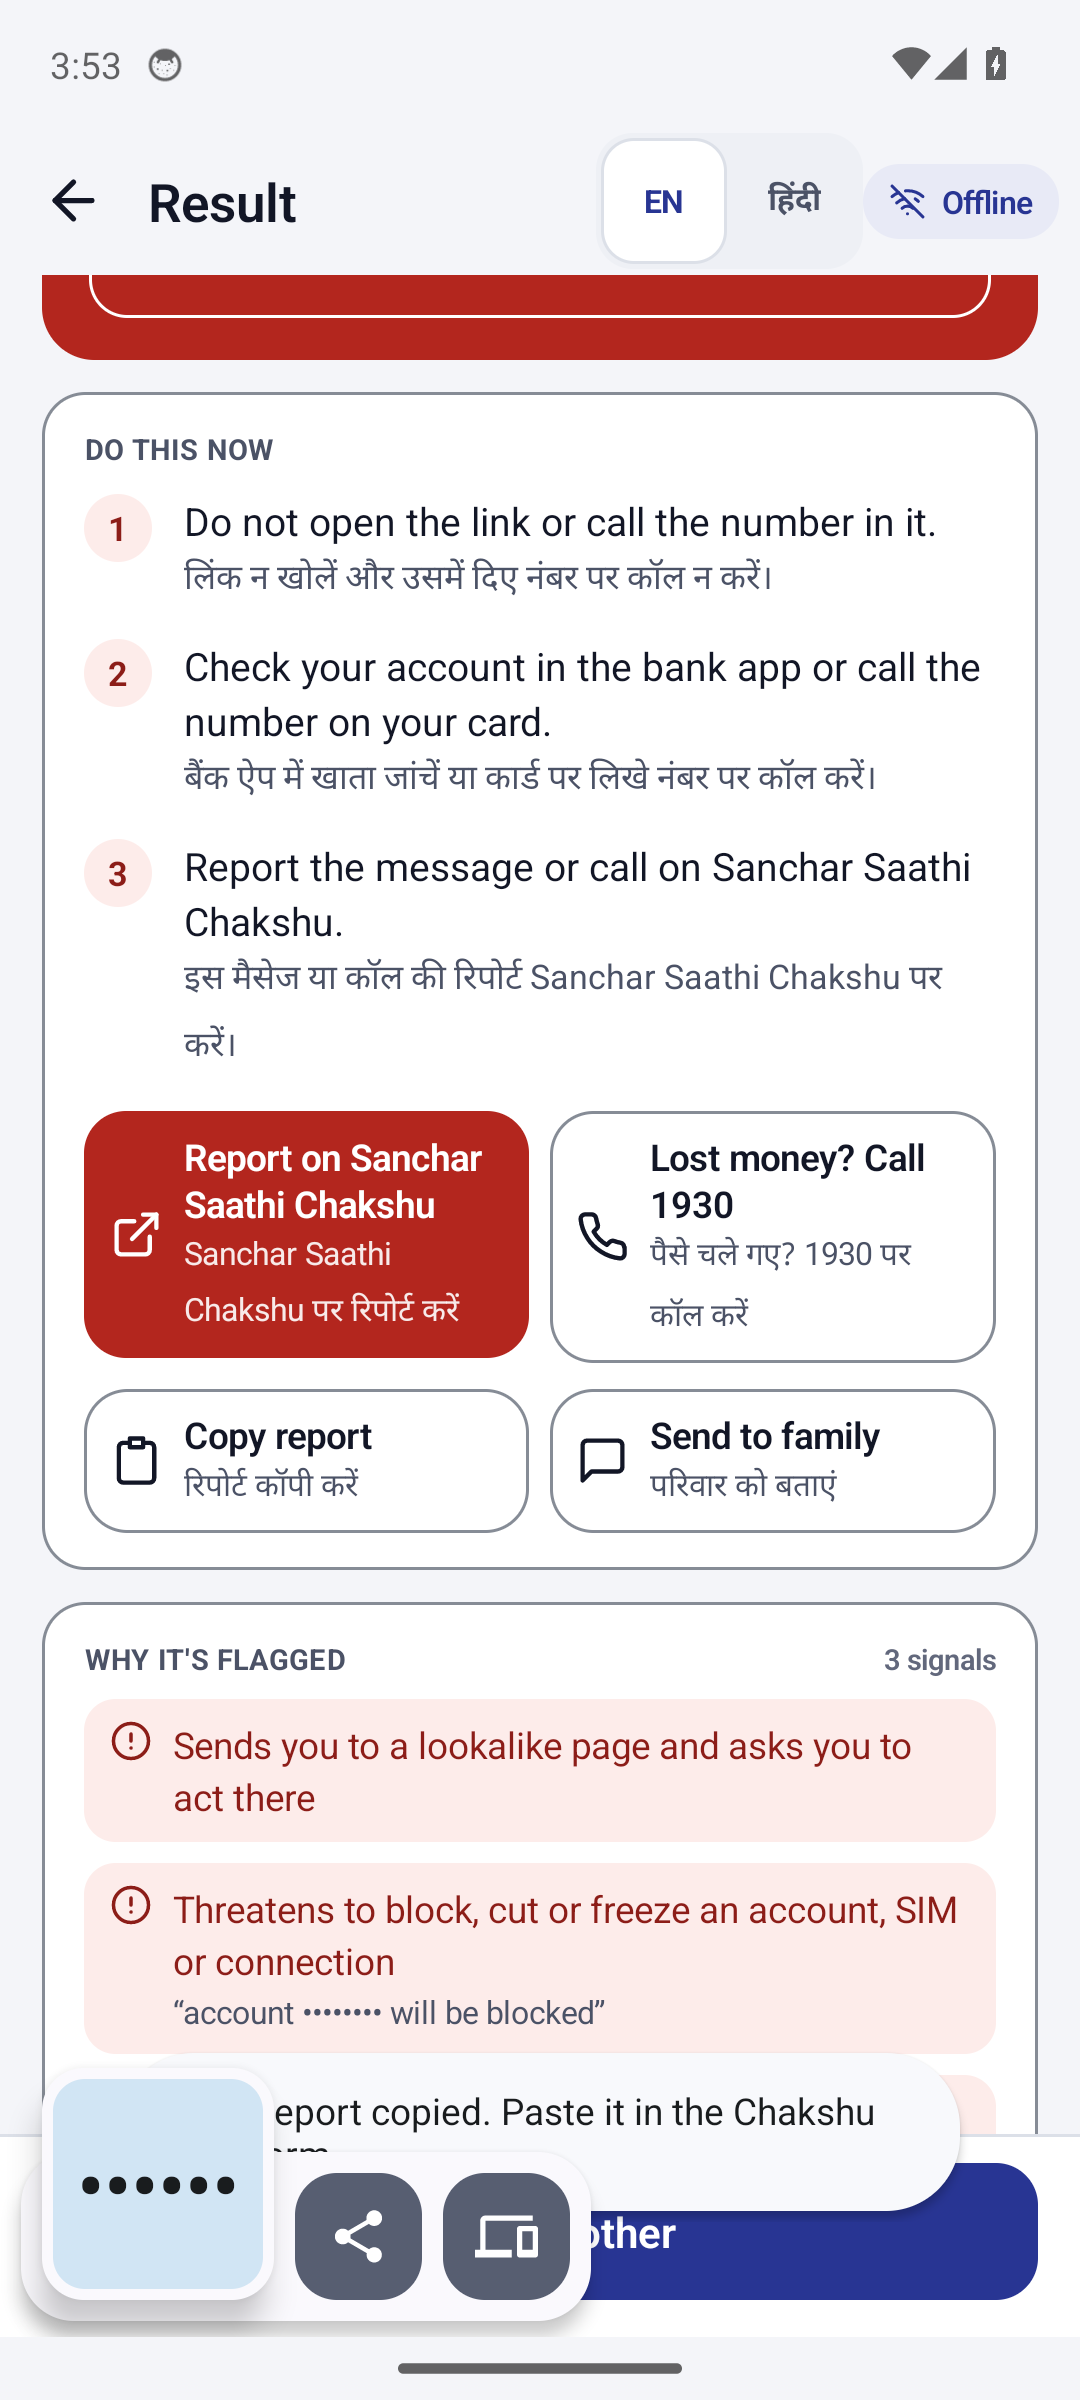 3:53
Result
EN
हिंदी
Offline
DO THIS NOW
1
Do not open the link or call the number in it.
लिंक न खोलें और उसमें दिए नंबर पर कॉल न करें।
2
Check your account in the bank app or call the
number on your card.
बैंक ऐप में खाता जांचें या कार्ड पर लिखे नंबर पर कॉल करें।
3
Report the message or call on Sanchar Saathi
Chakshu.
इस मैसेज या कॉल की रिपोर्ट Sanchar Saathi Chakshu पर
करें।
Report on Sanchar
Saathi Chakshu
Sanchar Saathi
Chakshu पर रिपोर्ट करें
Lost money? Call
1930
पैसे चले गए? 1930 पर
कॉल करें
Copy report
रिपोर्ट कॉपी करें
Send to family
परिवार को बताएं
WHY IT'S FLAGGED
3 signals
Sends you to a lookalike page and asks you to
act there
Threatens to block, cut or freeze an account, SIM
or connection
“account •••••••• will be blocked”
eport copied. Paste it in the Chakshu
••••••
other